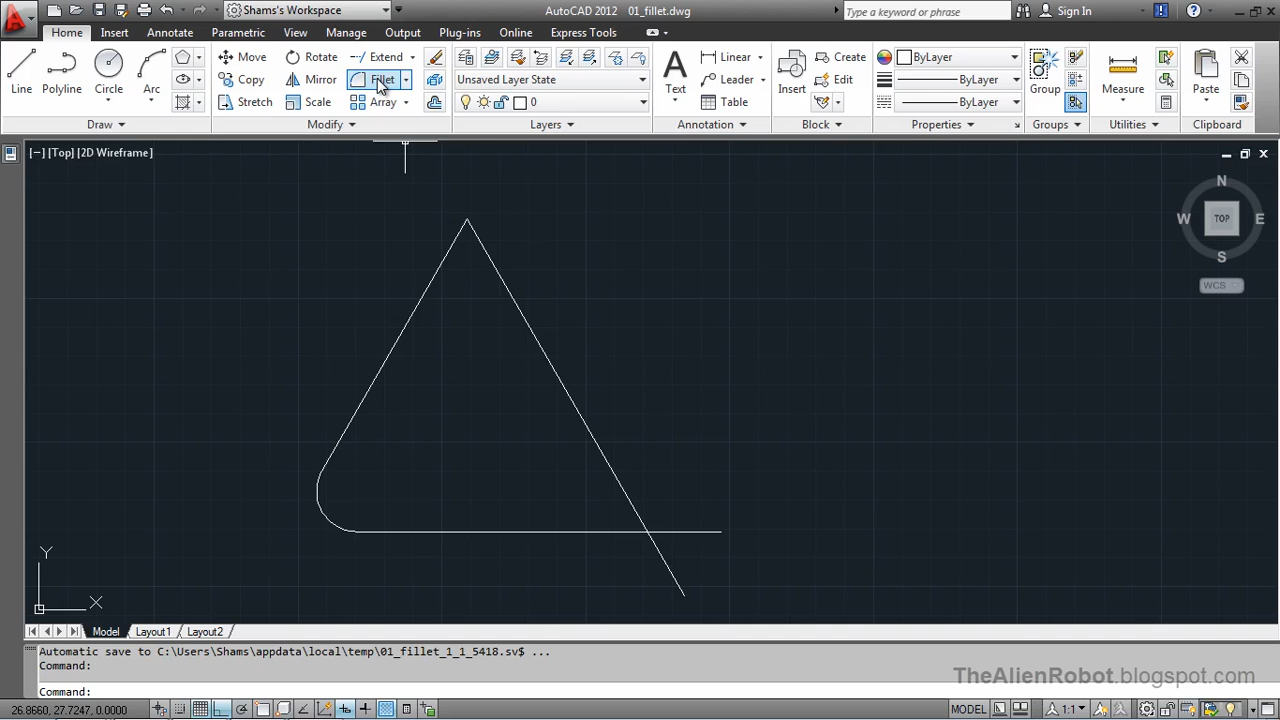 Shams's Workspace
AutoCAD 2012 01_fillet.dwg
Type a keyword or phrase
Sign In
Home Insert Annotate Parametric View Manage Output Plug-ins Online Express Tools
Line Polyline Circle Arc
Move Rotate Extend
Copy Mirror Fillet
Stretch Scale Array
Unsaved Layer State
0
Text
Linear
Leader
Table
Insert
Create
Edit
ByLayer
ByLayer
ByLayer
Group
Measure
Paste
Draw Modify Layers Annotation Block Properties Groups Utilities Clipboard
[−] [Top] [2D Wireframe]
N
W TOP E
S
WCS
Y
X
Model Layout1 Layout2
Automatic save to C:\Users\Shams\appdata\local\temp\01_fillet_1_1_5418.sv$ ...
Command:
Command:
TheAlienRobot.blogspot.com
26.8660, 27.7247, 0.0000
MODEL
1:1